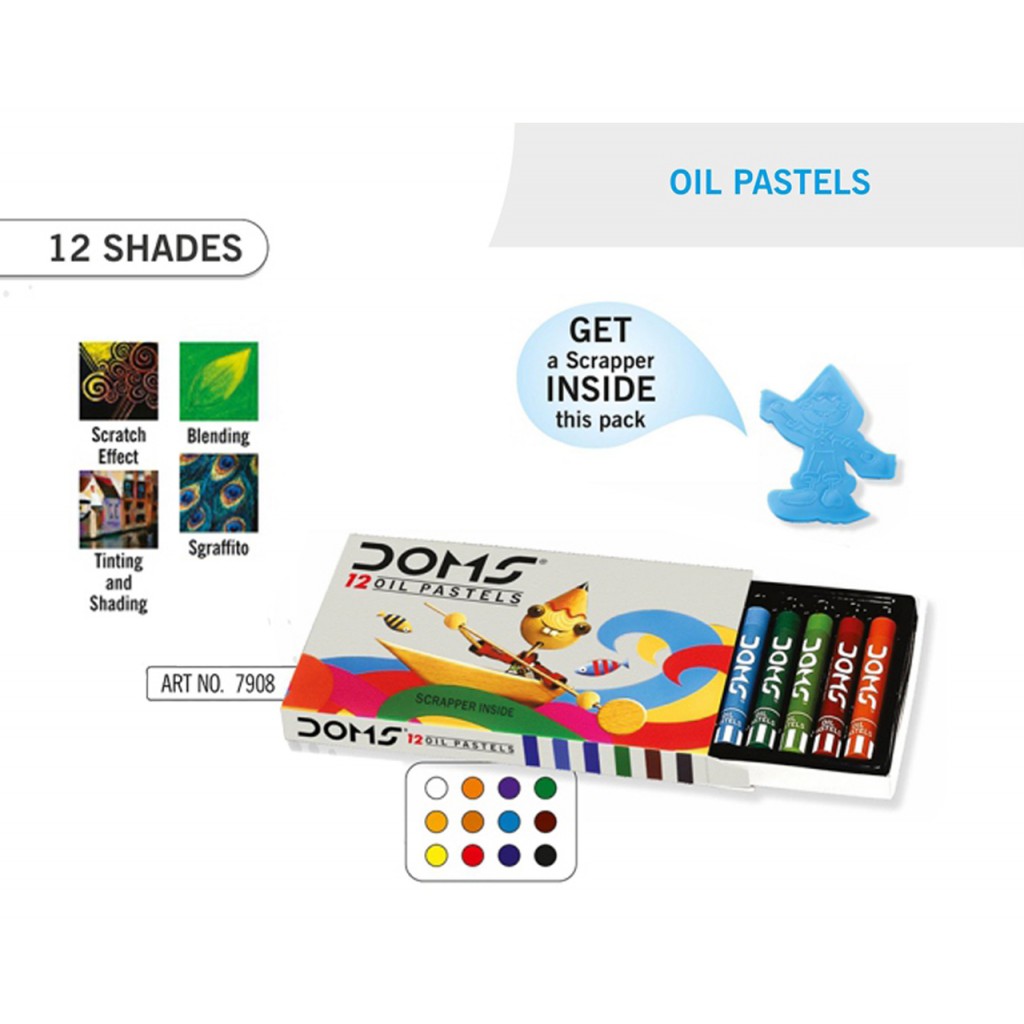 OIL PASTELS
12 SHADES
GET
a Scrapper
INSIDE
this pack
Scratch
Effect
Blending
Tinting
and
Shading
Sgraffito
DOMS®
12 OIL PASTELS
SCRAPPER INSIDE
DOMS® 12 OIL PASTELS
DOMS
DOMS
DOMS
DOMS
DOMS
ART NO. 7908